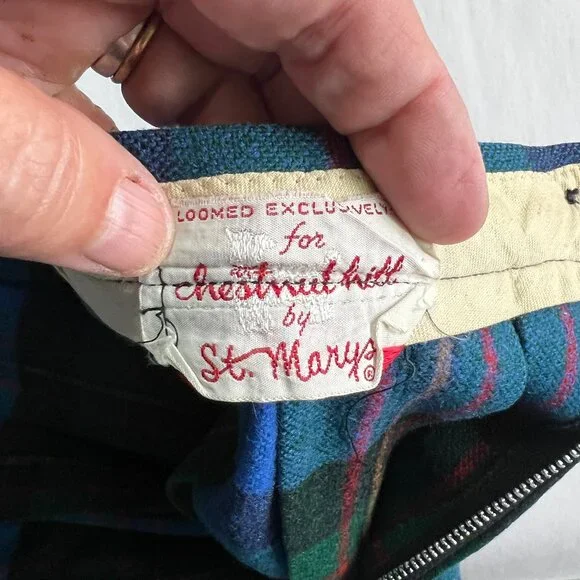 LOOMED EXCLUSIVELY
for
chestnut hill
by
St. Marys ®